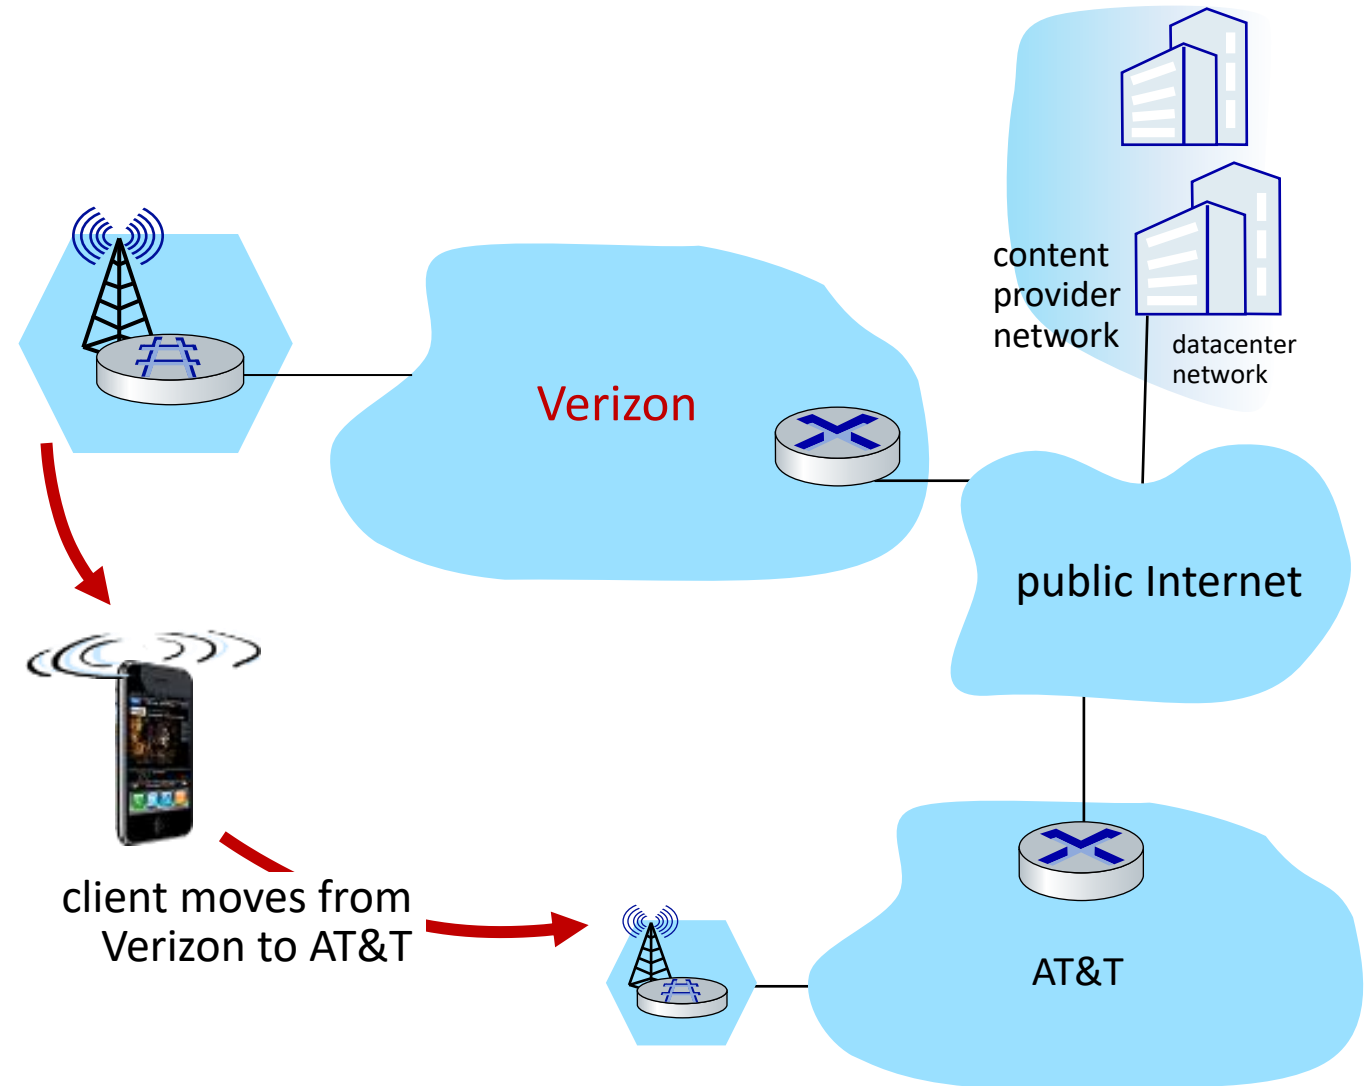 content
provider
network
datacenter
network
Verizon
public Internet
client moves from
Verizon to AT&T
AT&T